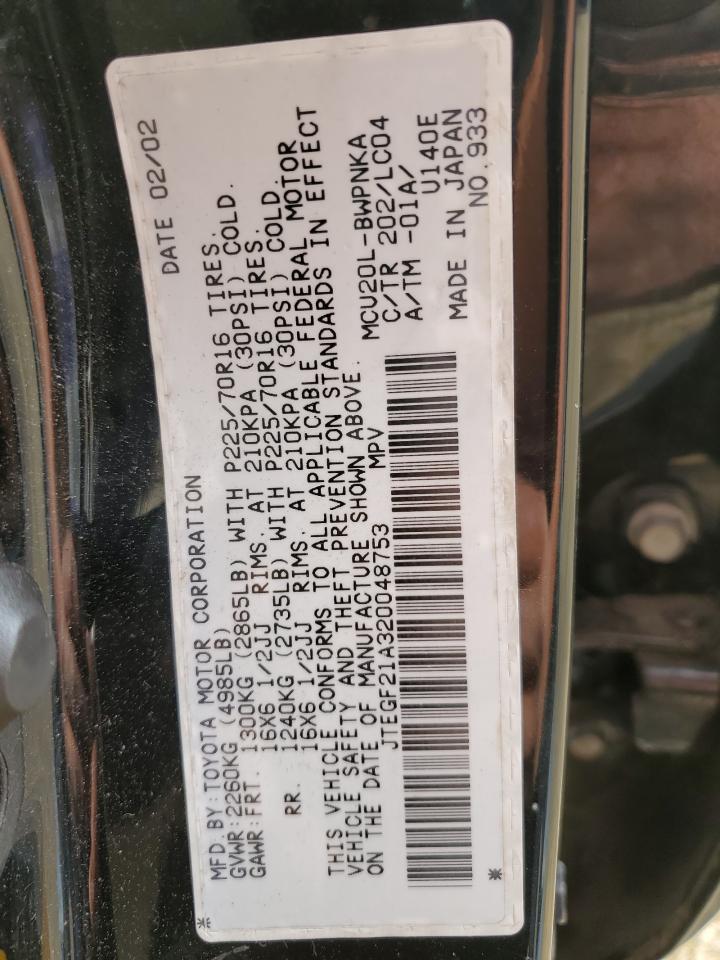 DATE 02/02
MFD. BY: TOYOTA MOTOR CORPORATION
GVWR: 2260KG (4985LB)
GAWR: FRT. 1300KG (2865LB) WITH P225/70R16 TIRES.
16X6 1/2JJ RIMS. AT 210KPA (30PSI) COLD.
RR. 1240KG (2735LB) WITH P225/70R16 TIRES.
16X6 1/2JJ RIMS. AT 210KPA (30PSI) COLD.
THIS VEHICLE CONFORMS TO ALL APPLICABLE FEDERAL MOTOR
VEHICLE SAFETY AND THEFT PREVENTION STANDARDS IN EFFECT
ON THE DATE OF MANUFACTURE SHOWN ABOVE.
JTEGF21A320048753 MPV
MCU20L-BWPNKA
C/TR 202/LC04
A/TM -01A/
U140E
MADE IN JAPAN
NO.933